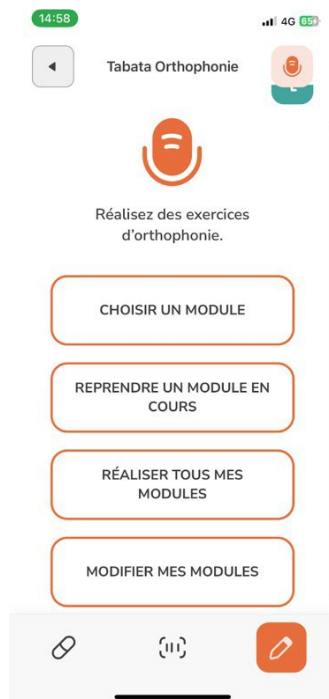 14:58
4G 65
Tabata Orthophonie
Réalisez des exercices
d'orthophonie.
CHOISIR UN MODULE
REPRENDRE UN MODULE EN
COURS
RÉALISER TOUS MES
MODULES
MODIFIER MES MODULES